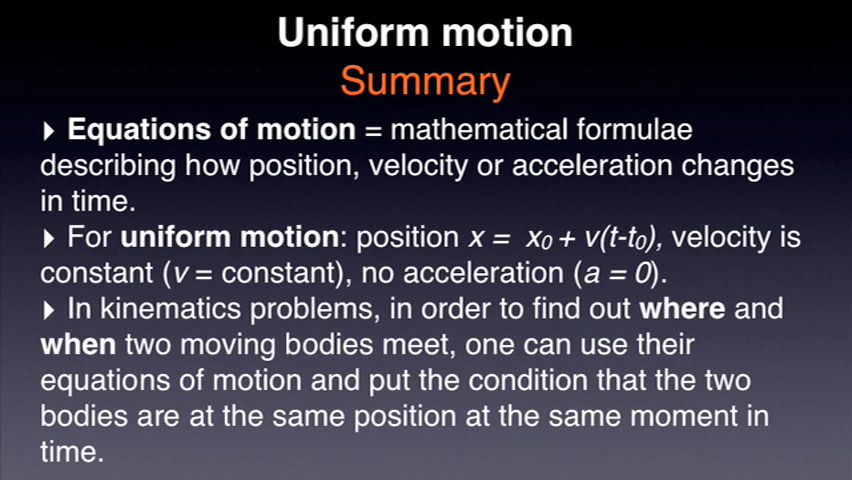 Uniform motion
Summary
‣ Equations of motion = mathematical formulae
describing how position, velocity or acceleration changes
in time.
‣ For uniform motion: position x = x₀ + v(t-t₀), velocity is
constant (v = constant), no acceleration (a = 0).
‣ In kinematics problems, in order to find out where and
when two moving bodies meet, one can use their
equations of motion and put the condition that the two
bodies are at the same position at the same moment in
time.